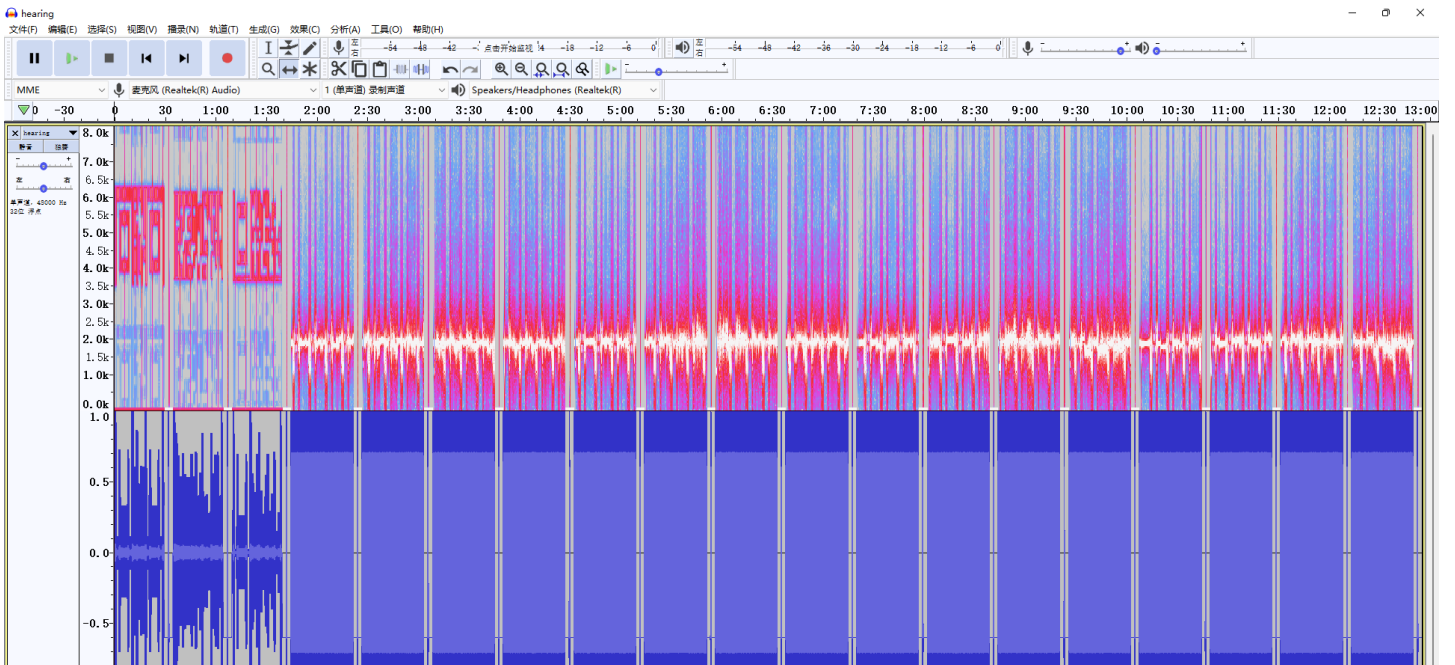 hearing
文件(F) 编辑(E) 选择(S) 视图(V) 播录(N) 轨道(T) 生成(G) 效果(C) 分析(A) 工具(O) 帮助(H)
左 右 -54 -48 -42 - 点击开始监视 '4 -18 -12 -6 0
左 右 -54 -48 -42 -36 -30 -24 -18 -12 -6 0
MME 麦克风 (Realtek(R) Audio) 1 (单声道) 录制声道 Speakers/Headphones (Realtek(R)
-30 0 30 1:00 1:30 2:00 2:30 3:00 3:30 4:00 4:30 5:00 5:30 6:00 6:30 7:00 7:30 8:00 8:30 9:00 9:30 10:00 10:30 11:00 11:30 12:00 12:30 13:00
hearing
静音 独奏
- +
左 右
单声道, 48000 Hz
32位 浮点
8.0k
7.0k
6.5k
6.0k
5.5k
5.0k
4.5k
4.0k
3.5k
3.0k
2.5k
2.0k
1.5k
1.0k
0.0k
1.0
0.5
0.0
-0.5